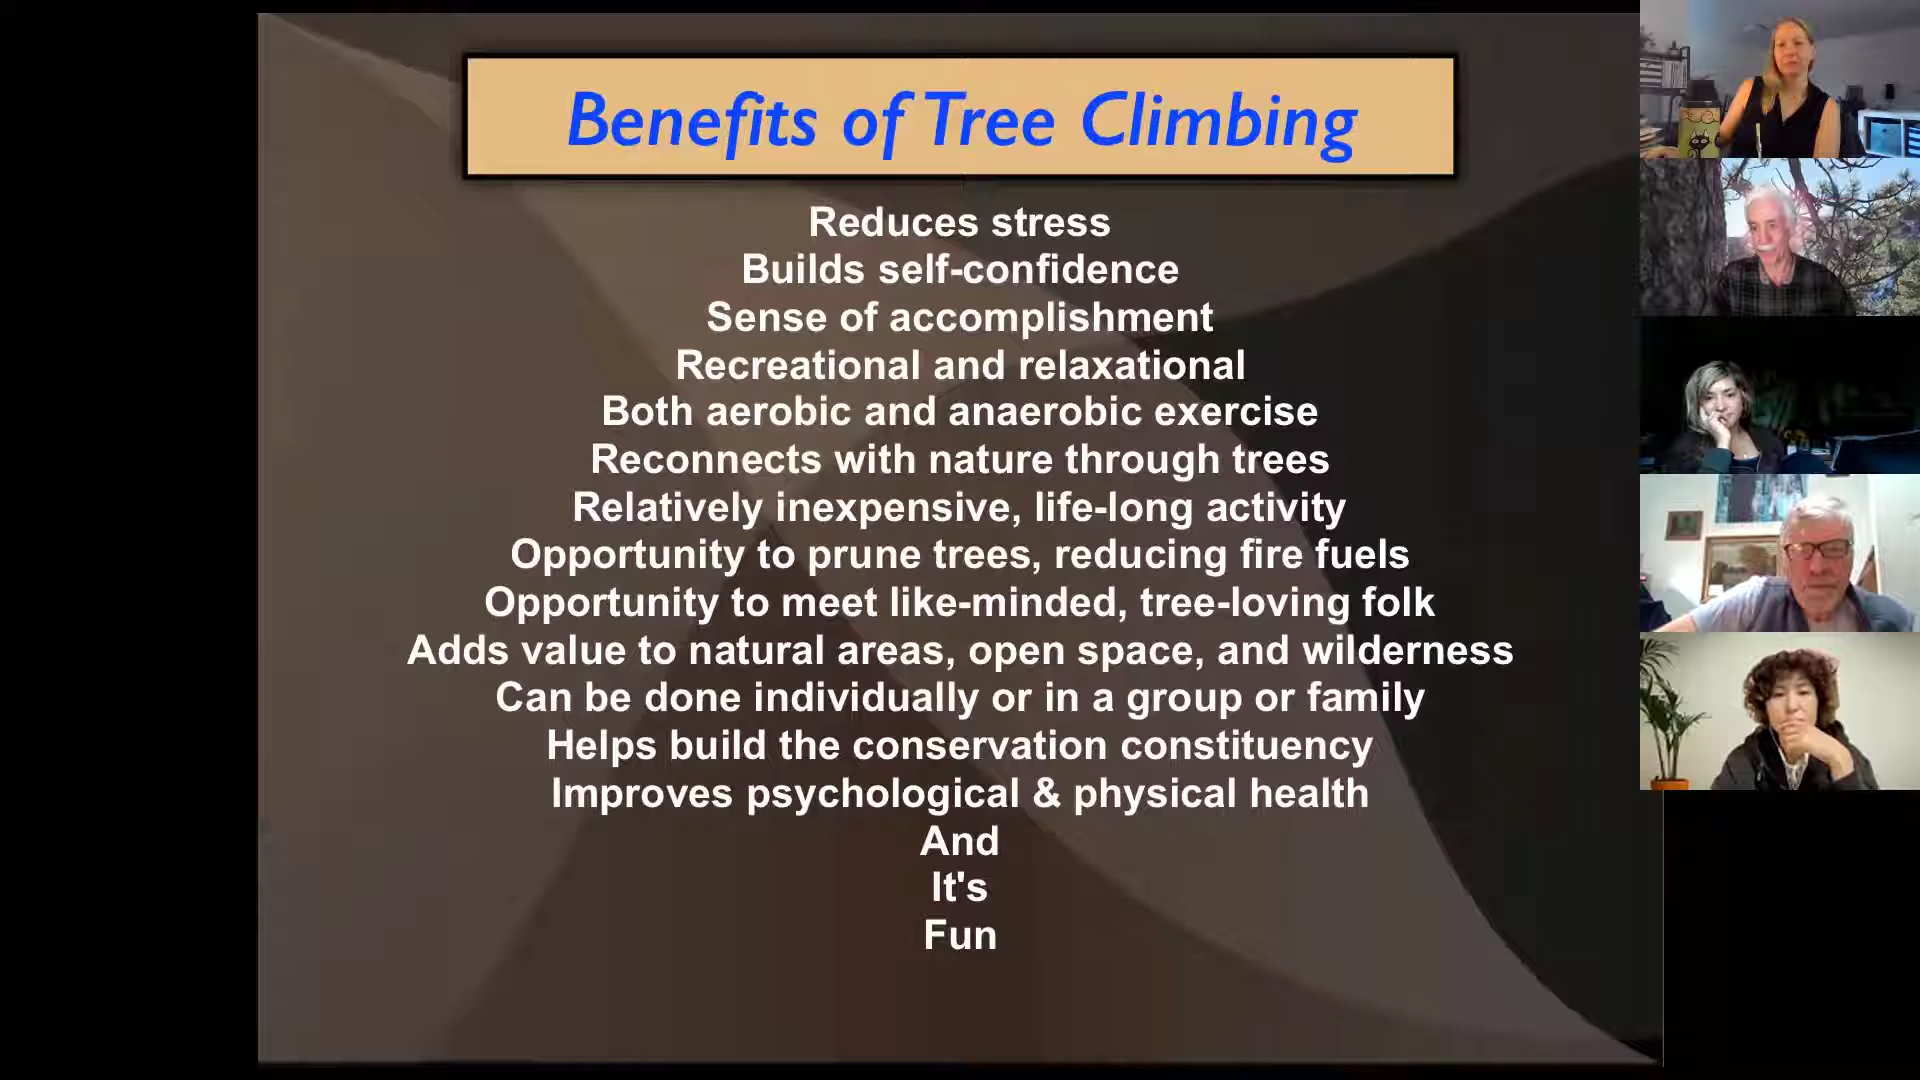 Benefits of Tree Climbing
Reduces stress
Builds self-confidence
Sense of accomplishment
Recreational and relaxational
Both aerobic and anaerobic exercise
Reconnects with nature through trees
Relatively inexpensive, life-long activity
Opportunity to prune trees, reducing fire fuels
Opportunity to meet like-minded, tree-loving folk
Adds value to natural areas, open space, and wilderness
Can be done individually or in a group or family
Helps build the conservation constituency
Improves psychological & physical health
And
It's
Fun